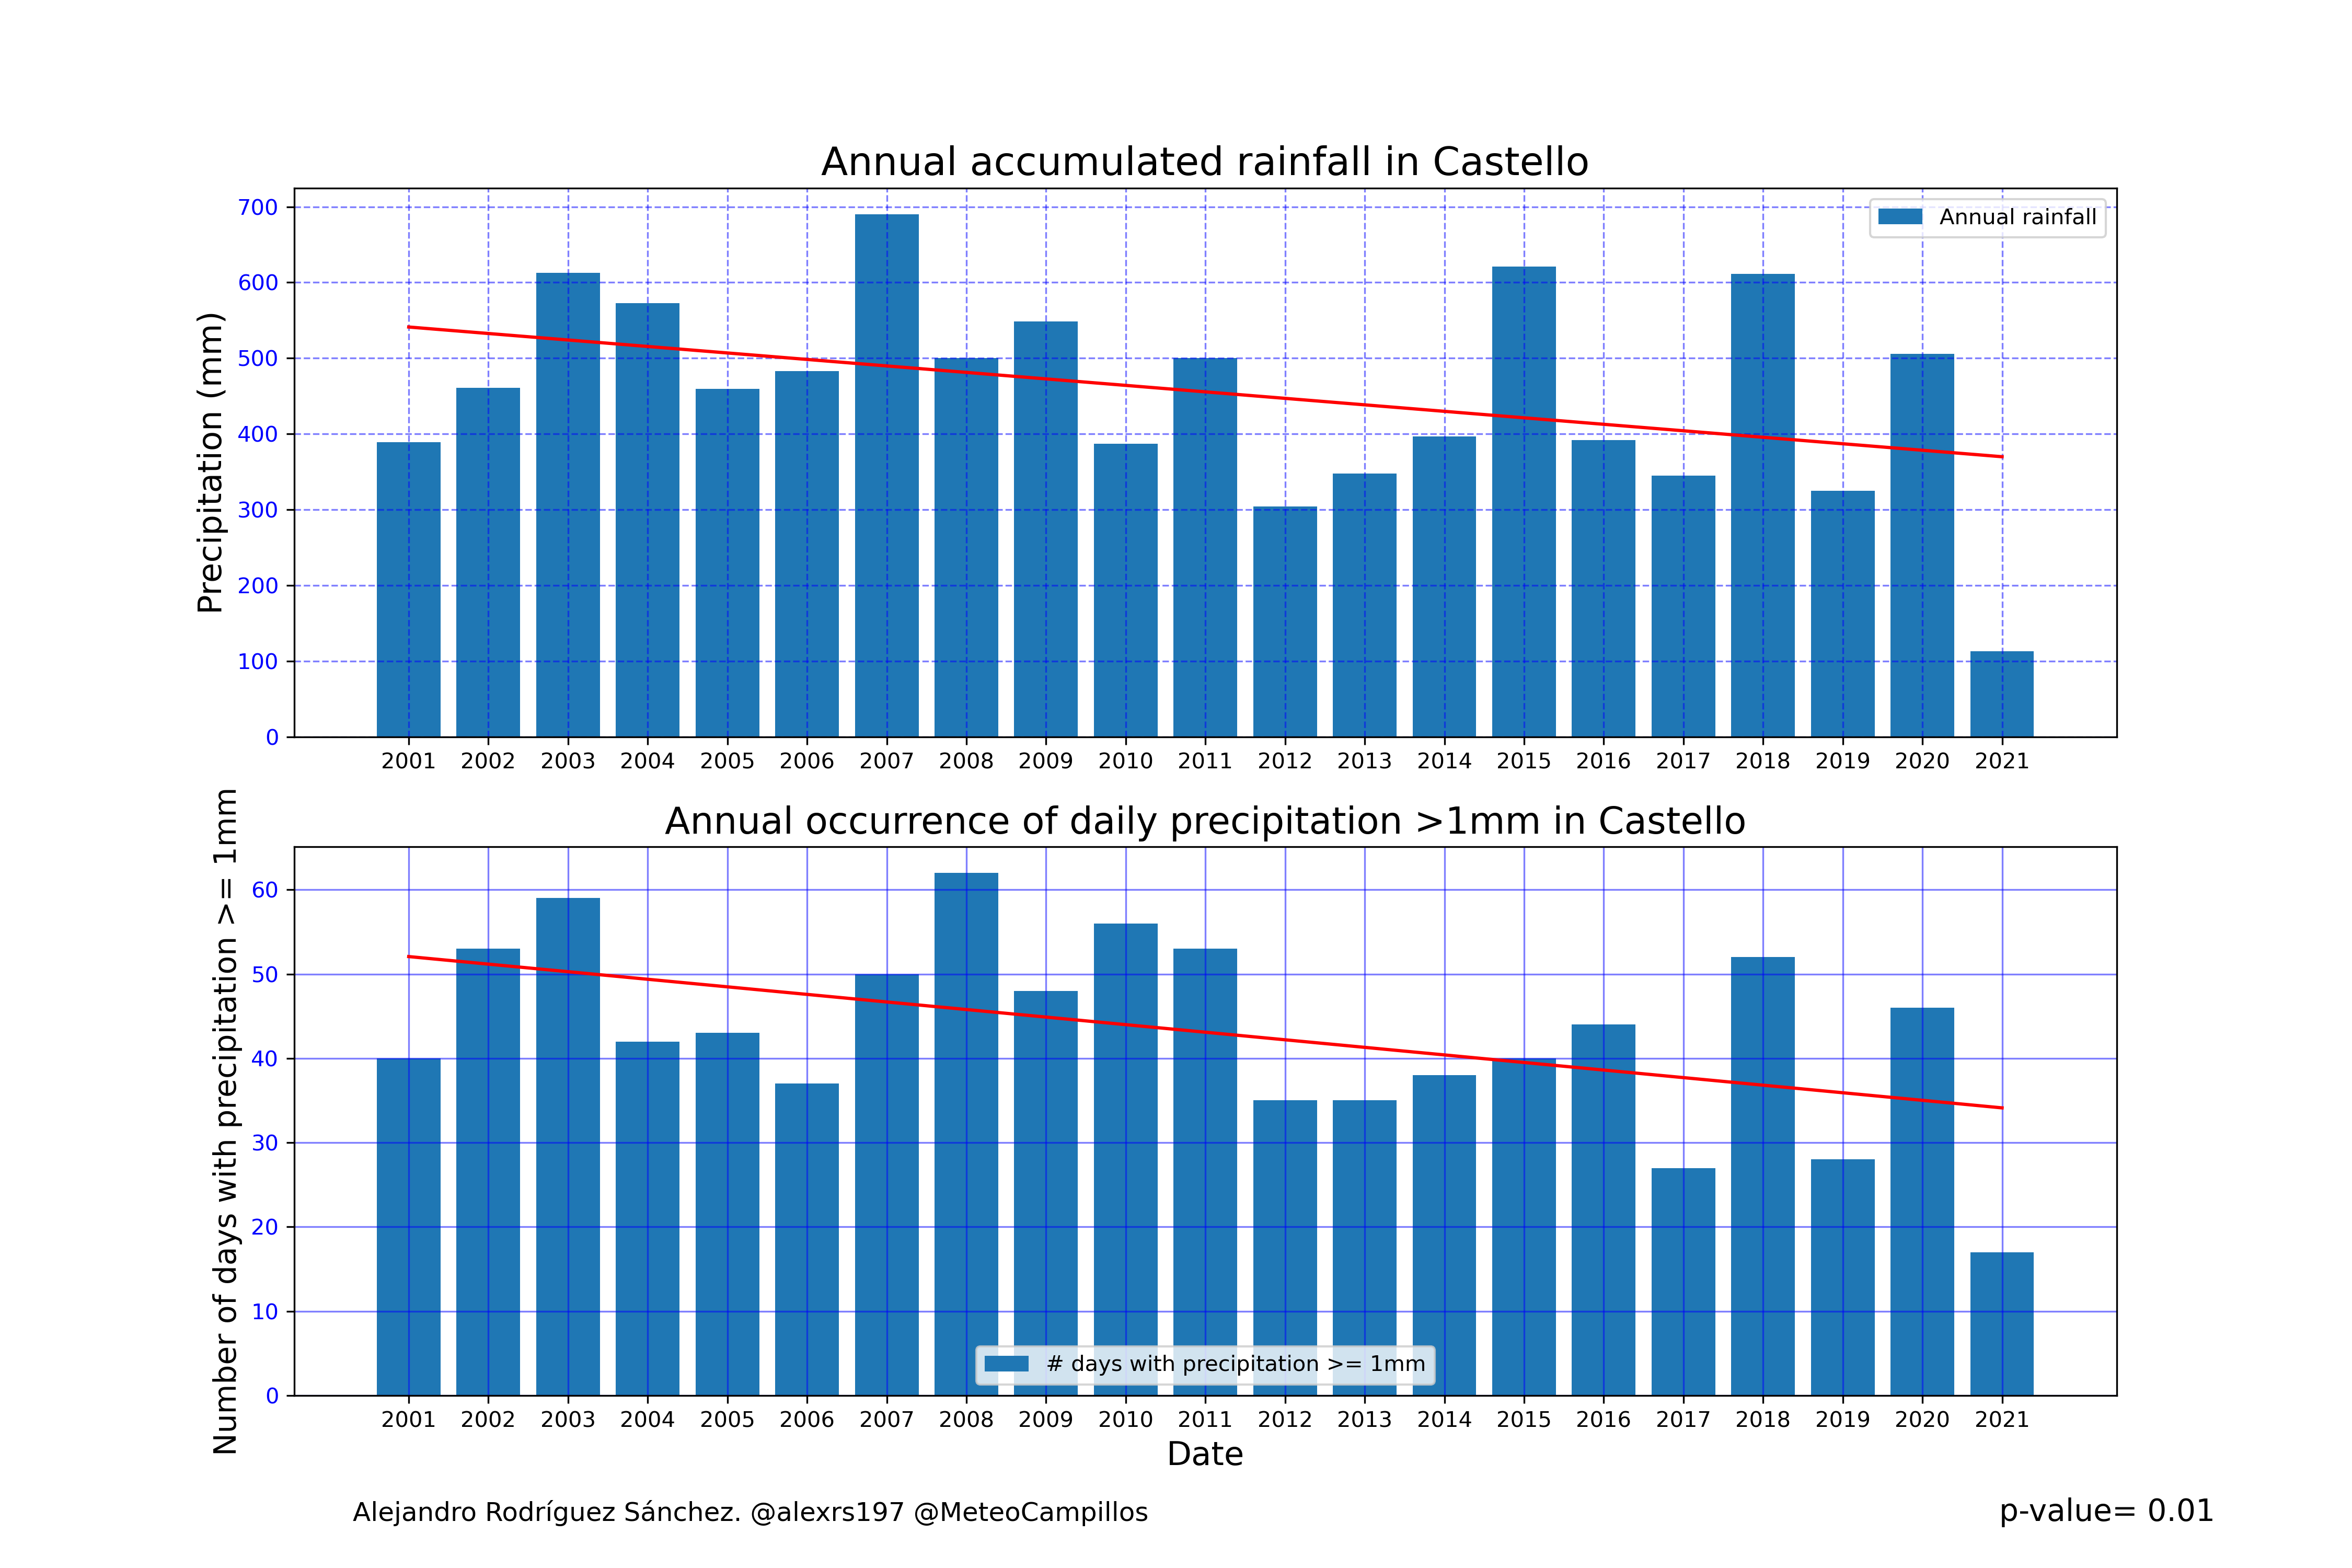 Annual accumulated rainfall in Castello
Precipitation (mm)
700
600
500
400
300
200
100
0
Annual rainfall
2001 2002 2003 2004 2005 2006 2007 2008 2009 2010 2011 2012 2013 2014 2015 2016 2017 2018 2019 2020 2021
Annual occurrence of daily precipitation >1mm in Castello
Number of days with precipitation >= 1mm
60
50
40
30
20
10
0
# days with precipitation >= 1mm
2001 2002 2003 2004 2005 2006 2007 2008 2009 2010 2011 2012 2013 2014 2015 2016 2017 2018 2019 2020 2021
Date
Alejandro Rodríguez Sánchez. @alexrs197 @MeteoCampillos
p-value= 0.01